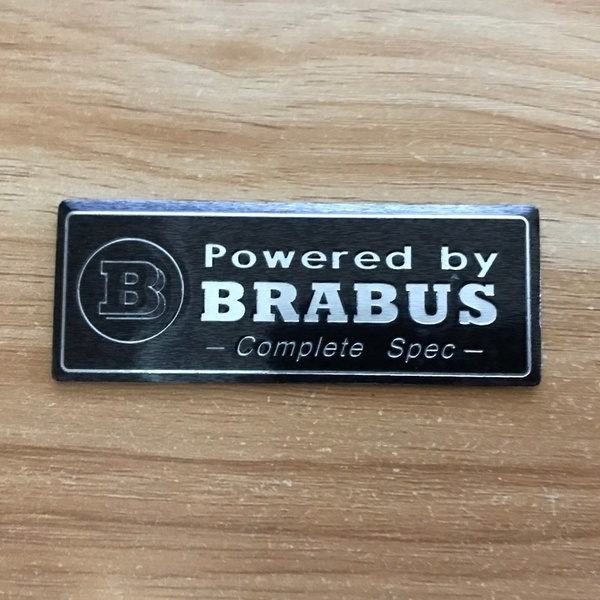 B
Powered by
BRABUS
– Complete Spec –